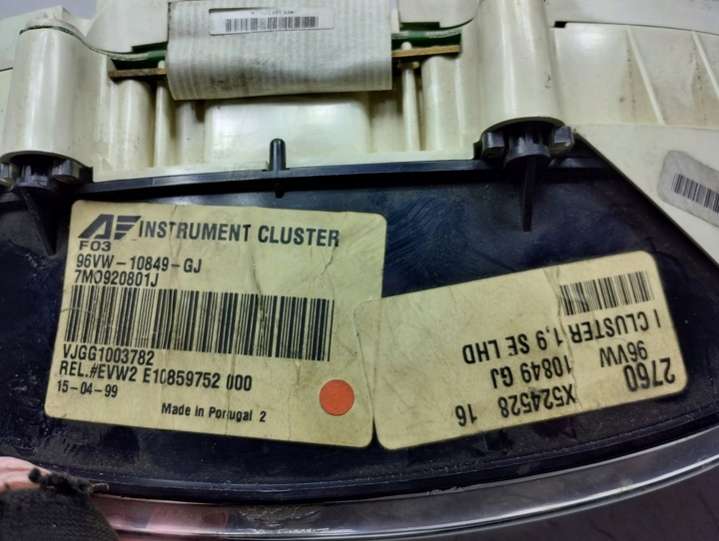 AF INSTRUMENT CLUSTER
F03
96VW-10849-GJ
7M0920801J
VJGG1003782
REL.#EVW2 E10859752 000
15-04-99
Made in Portugal 2
2760
96VW
10849 GJ
X524528 16
I CLUSTER 1,9 SE LHD